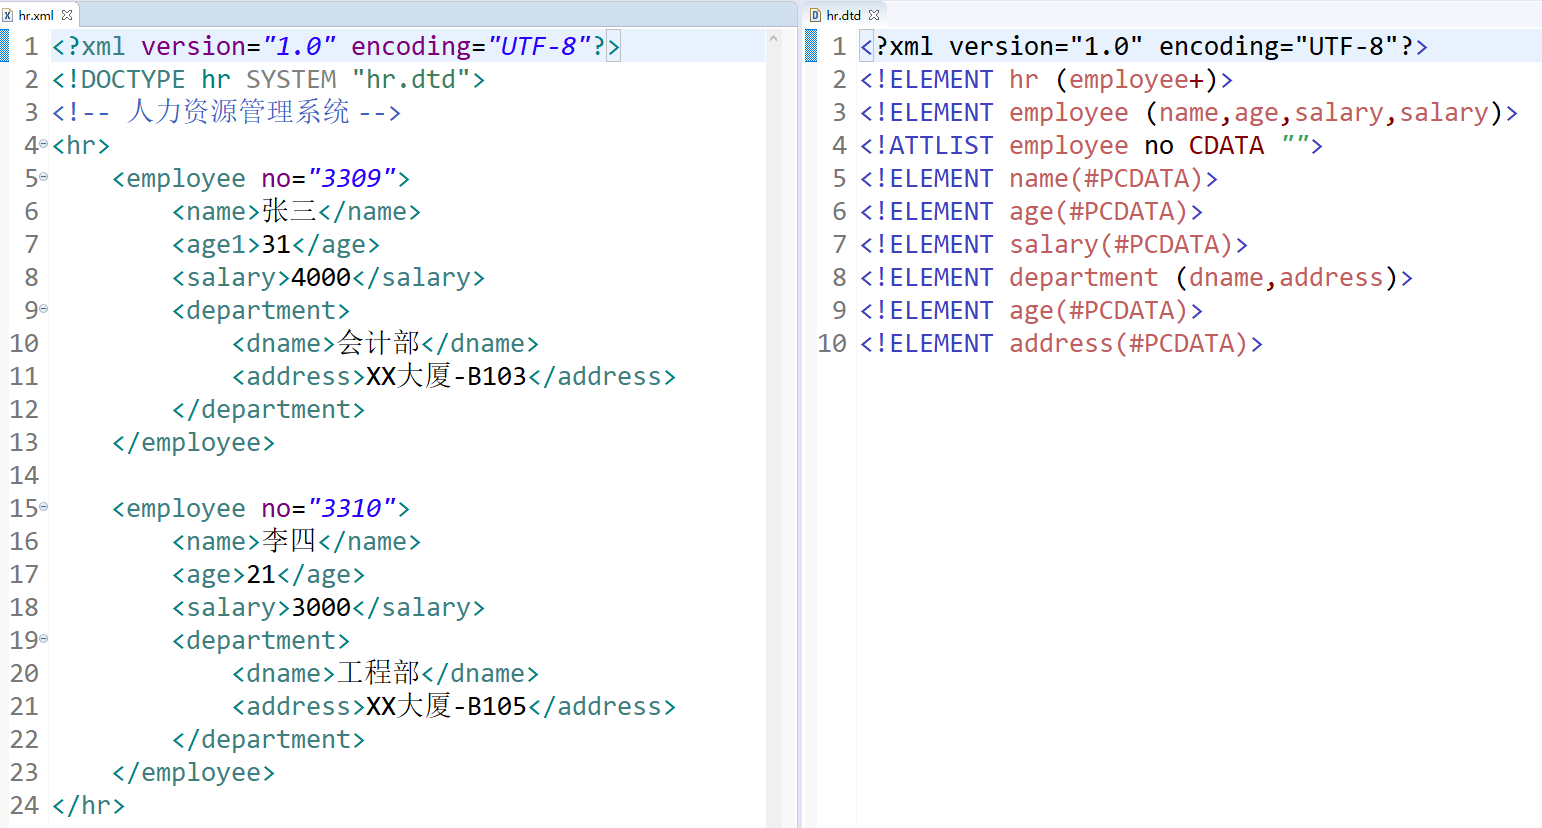 hr.xml
1 <?xml version="1.0" encoding="UTF-8"?>
2 <!DOCTYPE hr SYSTEM "hr.dtd">
3 <!-- 人力资源管理系统 -->
4 <hr>
5     <employee no="3309">
6         <name>张三</name>
7         <age1>31</age>
8         <salary>4000</salary>
9         <department>
10             <dname>会计部</dname>
11             <address>XX大厦-B103</address>
12         </department>
13     </employee>
14
15     <employee no="3310">
16         <name>李四</name>
17         <age>21</age>
18         <salary>3000</salary>
19         <department>
20             <dname>工程部</dname>
21             <address>XX大厦-B105</address>
22         </department>
23     </employee>
24 </hr>
hr.dtd
1 <?xml version="1.0" encoding="UTF-8"?>
2 <!ELEMENT hr (employee+)>
3 <!ELEMENT employee (name,age,salary,salary)>
4 <!ATTLIST employee no CDATA "">
5 <!ELEMENT name(#PCDATA)>
6 <!ELEMENT age(#PCDATA)>
7 <!ELEMENT salary(#PCDATA)>
8 <!ELEMENT department (dname,address)>
9 <!ELEMENT age(#PCDATA)>
10 <!ELEMENT address(#PCDATA)>